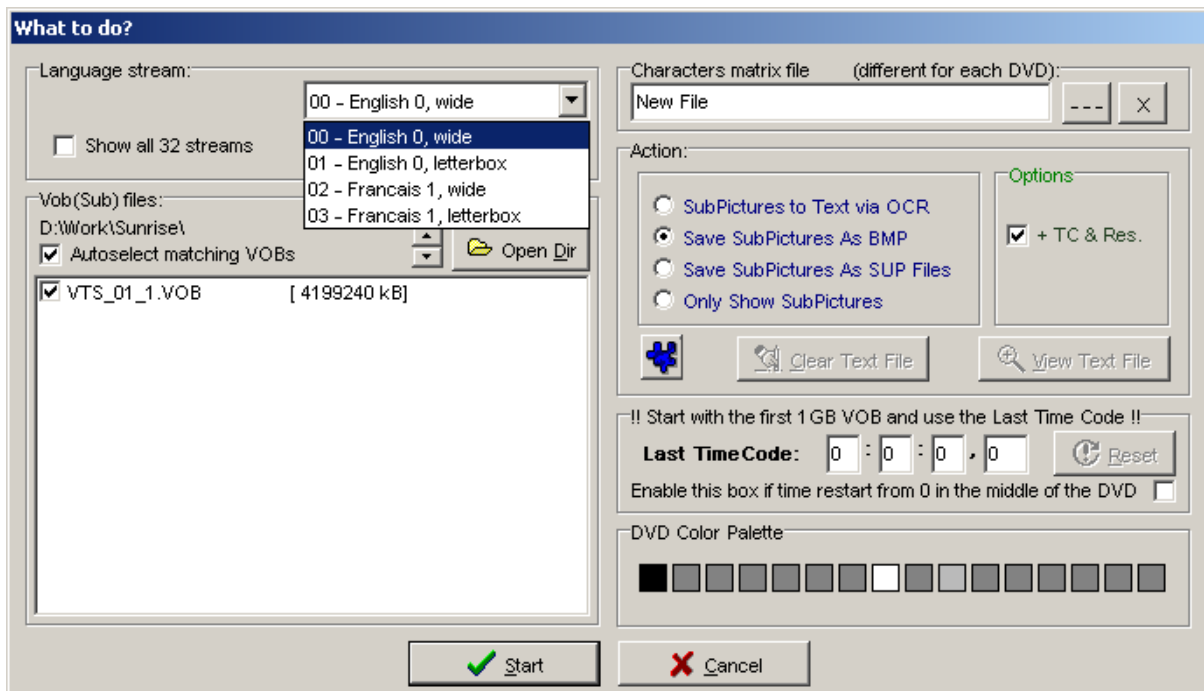 What to do?
Language stream:
00 - English 0, wide
Show all 32 streams
00 - English 0, wide
01 - English 0, letterbox
02 - Francais 1, wide
03 - Francais 1, letterbox
Vob(Sub) files:
D:\Work\Sunrise\
Autoselect matching VOBs
Open Dir
VTS_01_1.VOB [ 4199240 kB]
Characters matrix file (different for each DVD):
New File
---
X
Action:
SubPictures to Text via OCR
Save SubPictures As BMP
Save SubPictures As SUP Files
Only Show SubPictures
Options
+ TC & Res.
Clear Text File
View Text File
!! Start with the first 1GB VOB and use the Last Time Code !!
Last TimeCode: 0 : 0 : 0 , 0
Reset
Enable this box if time restart from 0 in the middle of the DVD
DVD Color Palette
Start
Cancel